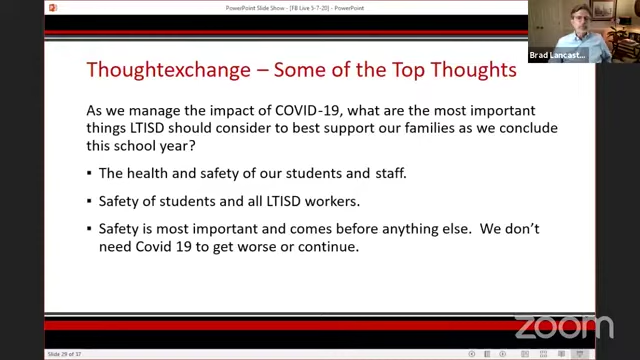 PowerPoint Slide Show - [FB Live 5-7-20] - PowerPoint
Brad Lancast...
Thoughtexchange – Some of the Top Thoughts
As we manage the impact of COVID-19, what are the most important
things LTISD should consider to best support our families as we conclude
this school year?
▪ The health and safety of our students and staff.
▪ Safety of students and all LTISD workers.
▪ Safety is most important and comes before anything else. We don't
need Covid 19 to get worse or continue.
zoom
Slide 29 of 37